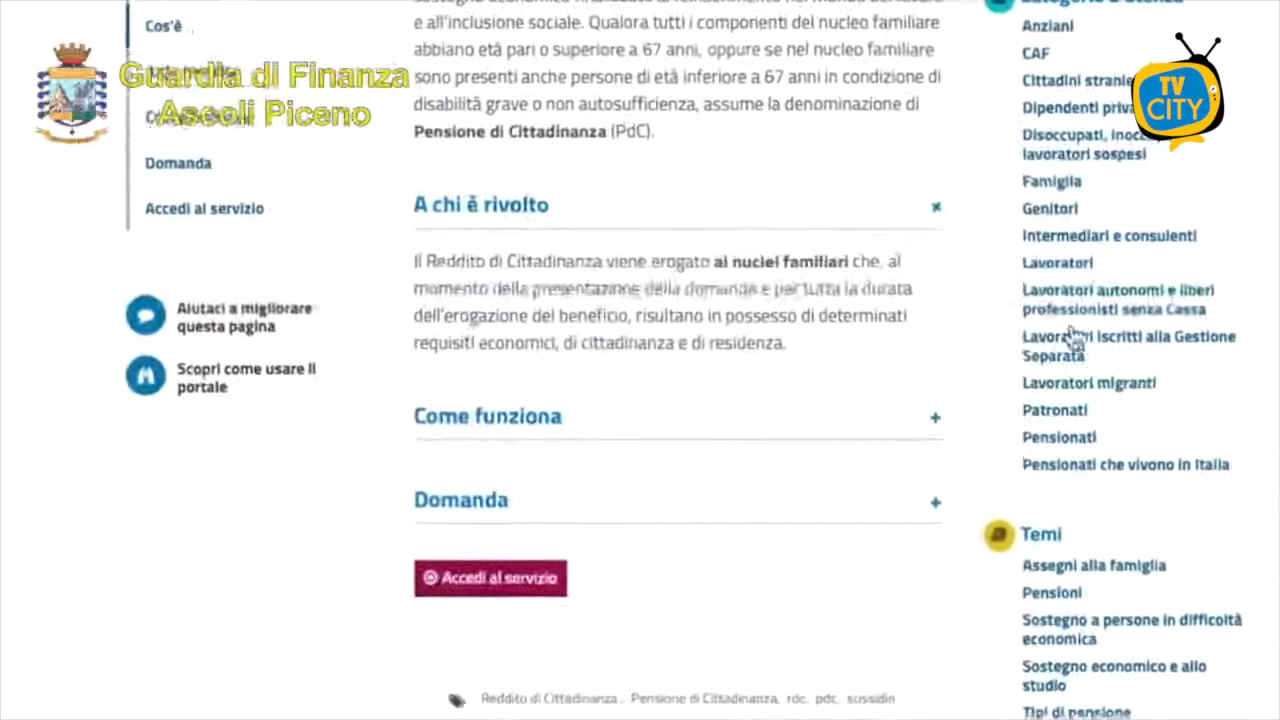 Cos'è
Guardia di Finanza
Ascoli Piceno
Domanda
Accedi al servizio
Aiutaci a migliorare
questa pagina
Scopri come usare il
portale
e all'inclusione sociale. Qualora tutti i componenti del nucleo familiare
abbiano età pari o superiore a 67 anni, oppure se nel nucleo familiare
sono presenti anche persone di età inferiore a 67 anni in condizione di
disabilità grave o non autosufficienza, assume la denominazione di
Pensione di Cittadinanza (PdC).
A chi è rivolto
Il Reddito di Cittadinanza viene erogato ai nuclei familiari che, al
momento della presentazione della domanda e per tutta la durata
dell'erogazione del beneficio, risultano in possesso di determinati
requisiti economici, di cittadinanza e di residenza.
Come funziona +
Domanda +
Accedi al servizio
Reddito di Cittadinanza, Pensione di Cittadinanza, rdc, pdc, sussidio
TV
CITY
Anziani
CAF
Cittadini
Dipendenti
Disoccupati,
lavoratori sospesi
Famiglia
Genitori
Intermediari e consulenti
Lavoratori
Lavoratori autonomi e liberi
professionisti senza Cassa
Lavoratori iscritti alla Gestione
Separata
Lavoratori migranti
Patronati
Pensionati
Pensionati che vivono in Italia
Temi
Assegni alla famiglia
Pensioni
Sostegno a persone in difficoltà
economica
Sostegno economico e allo
studio
Tipi di pensione